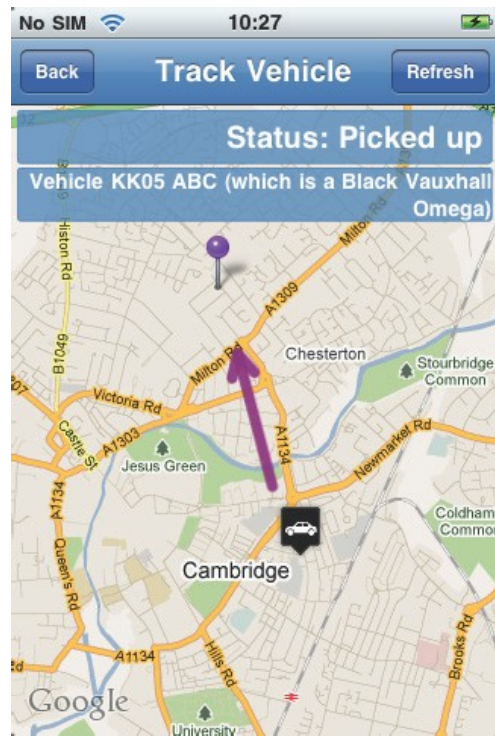 No SIM 10:27
Back Track Vehicle Refresh
Status: Picked up
Vehicle KK05 ABC (which is a Black Vauxhall
Omega)
Histon Rd
Milton
A1309
B1049
Milton Rd
Chesterton
Stourbridge
Common
Victoria Rd
Castle St
A1303
A1134
Newmarket Rd
Jesus Green
A1134
Coldham
Commo
Queen's Rd
Cambridge
A1134
Hills Rd
Brooks Rd
Google
University